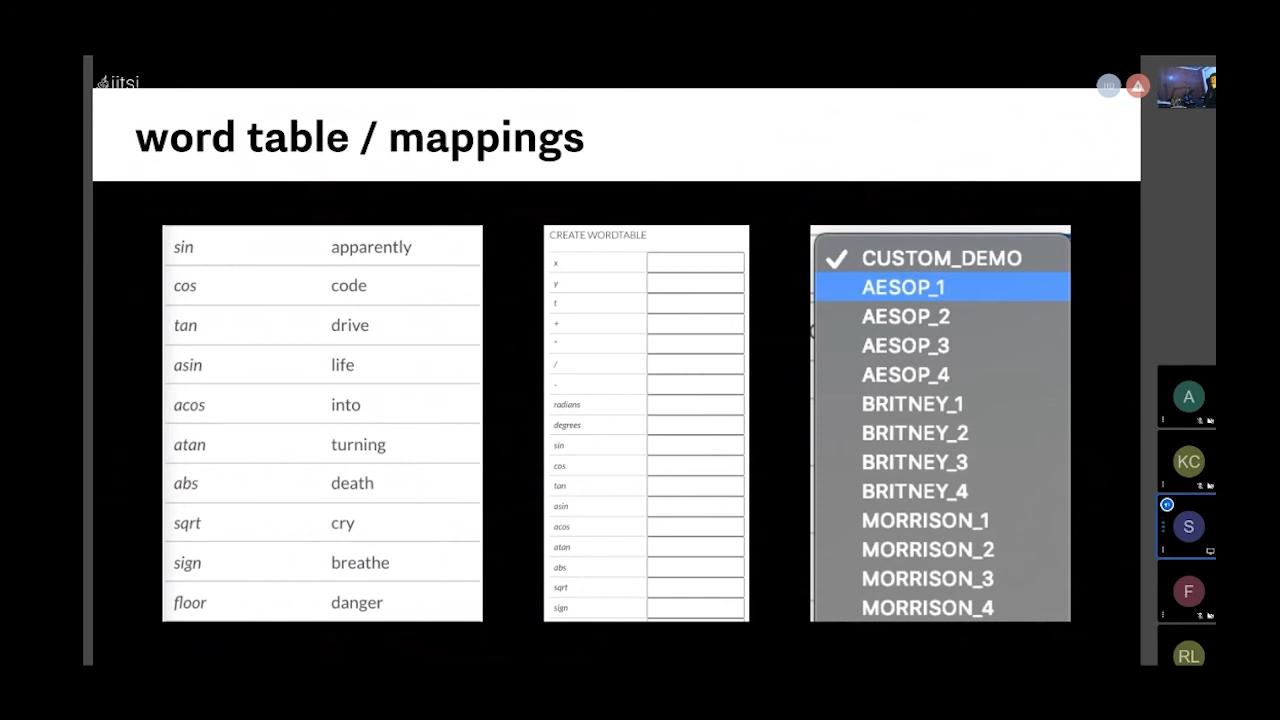 jitsi
word table / mappings
sin apparently
cos code
tan drive
asin life
acos into
atan turning
abs death
sqrt cry
sign breathe
floor danger
CREATE WORDTABLE
x
y
t
+
*
/
-
radians
degrees
sin
cos
tan
asin
acos
atan
abs
sqrt
sign
✓ CUSTOM_DEMO
AESOP_1
AESOP_2
AESOP_3
AESOP_4
BRITNEY_1
BRITNEY_2
BRITNEY_3
BRITNEY_4
MORRISON_1
MORRISON_2
MORRISON_3
MORRISON_4
A
KC
S
F
RL